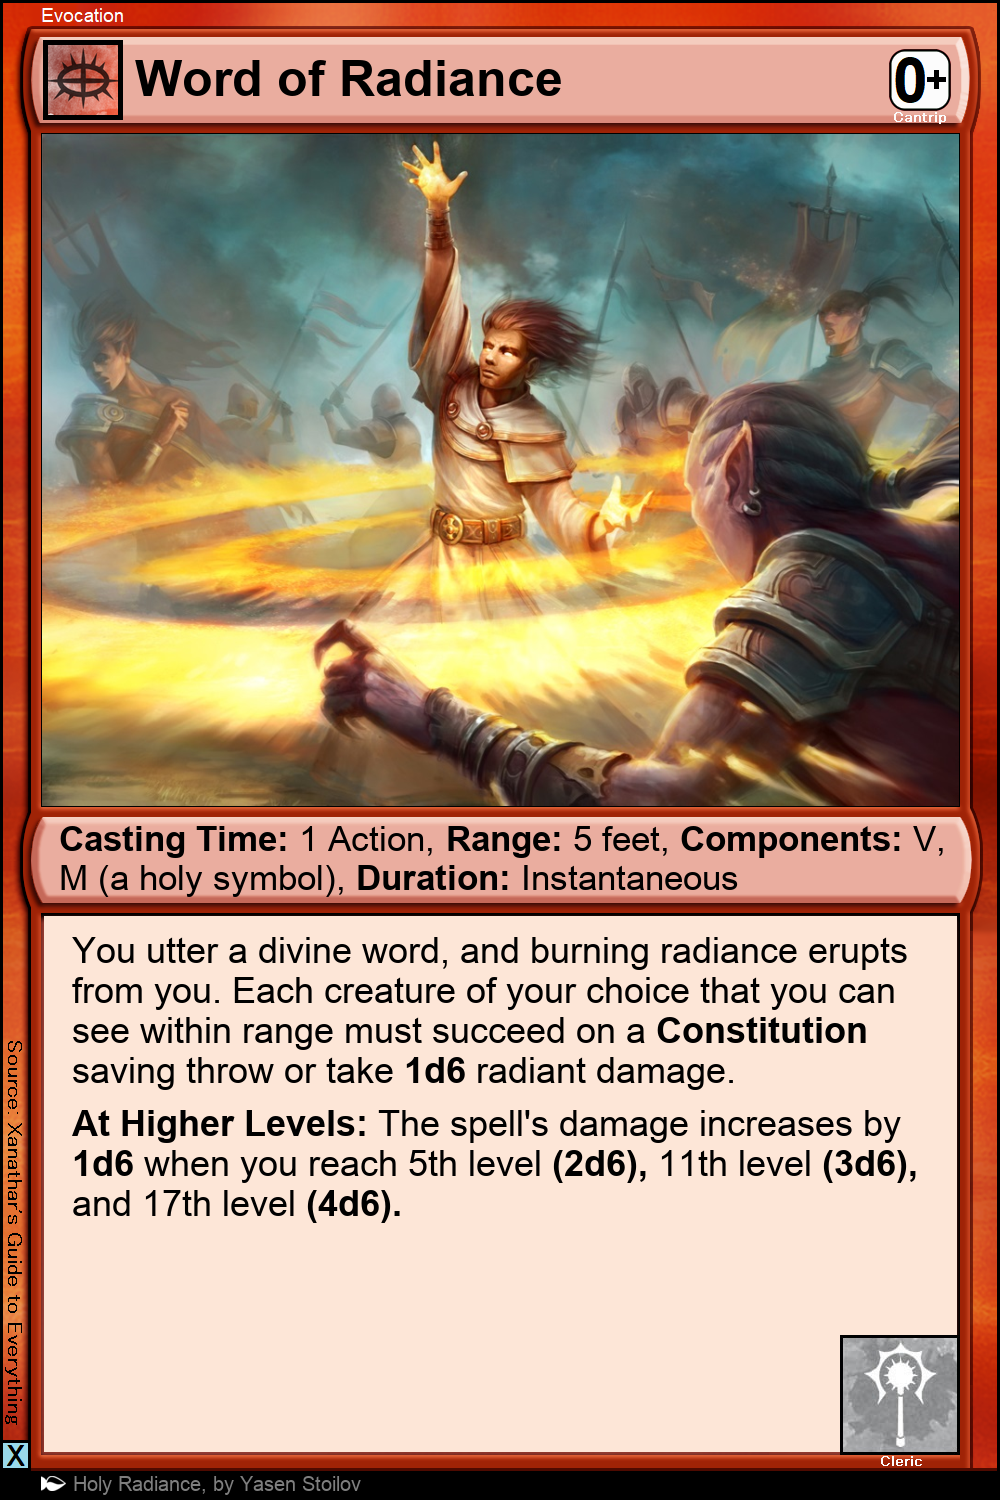 Evocation
Word of Radiance
0+
Cantrip
Casting Time: 1 Action, Range: 5 feet, Components: V,
M (a holy symbol), Duration: Instantaneous
You utter a divine word, and burning radiance erupts
from you. Each creature of your choice that you can
see within range must succeed on a Constitution
saving throw or take 1d6 radiant damage.
At Higher Levels: The spell's damage increases by
1d6 when you reach 5th level (2d6), 11th level (3d6),
and 17th level (4d6).
Source: Xanathar's Guide to Everything
X
Cleric
Holy Radiance, by Yasen Stoilov